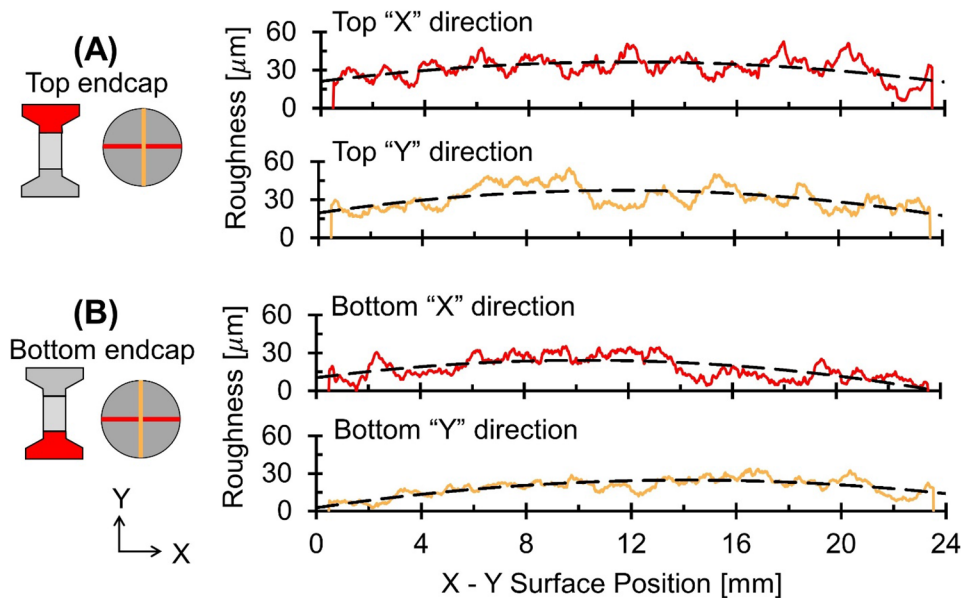 (A)
Top endcap
Roughness [μm]
Top “X” direction
60
30
0
Top “Y” direction
60
30
0
(B)
Bottom endcap
Roughness [μm]
Bottom “X” direction
60
30
0
Bottom “Y” direction
60
30
0
Y
X
0 4 8 12 16 20 24
X - Y Surface Position [mm]